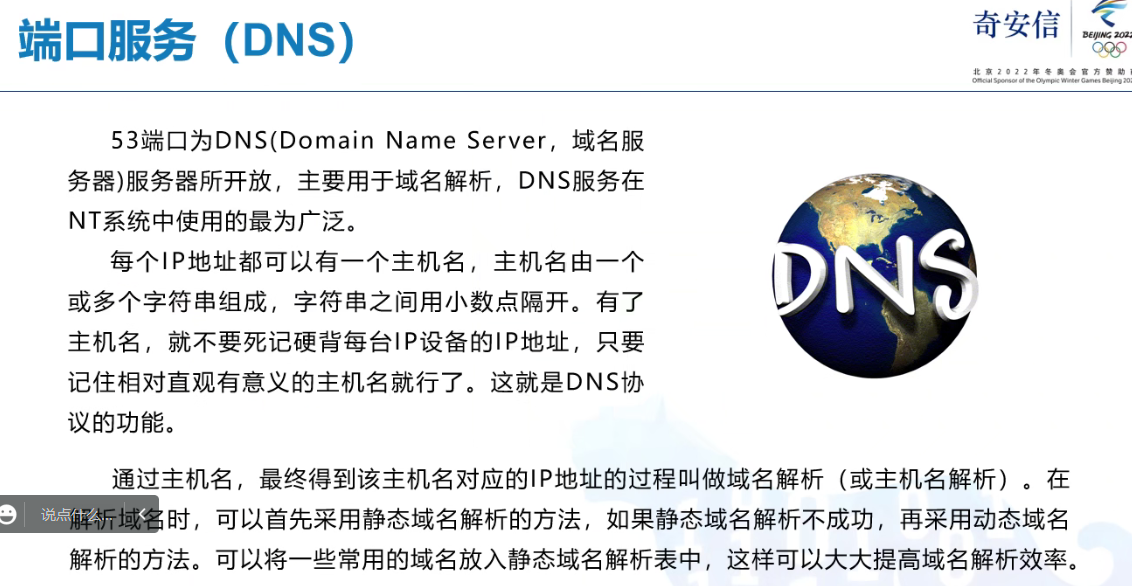 端口服务（DNS）
奇安信
BEIJING 2022
北京2022年冬奥会官方赞助
Official Sponsor of the Olympic Winter Games Beijing 202
53端口为DNS(Domain Name Server，域名服
务器)服务器所开放，主要用于域名解析，DNS服务在
NT系统中使用的最为广泛。
每个IP地址都可以有一个主机名，主机名由一个
或多个字符串组成，字符串之间用小数点隔开。有了
主机名，就不要死记硬背每台IP设备的IP地址，只要
记住相对直观有意义的主机名就行了。这就是DNS协
议的功能。
DNS
通过主机名，最终得到该主机名对应的IP地址的过程叫做域名解析（或主机名解析）。在
解析域名时，可以首先采用静态域名解析的方法，如果静态域名解析不成功，再采用动态域名
解析的方法。可以将一些常用的域名放入静态域名解析表中，这样可以大大提高域名解析效率。
说点什么...